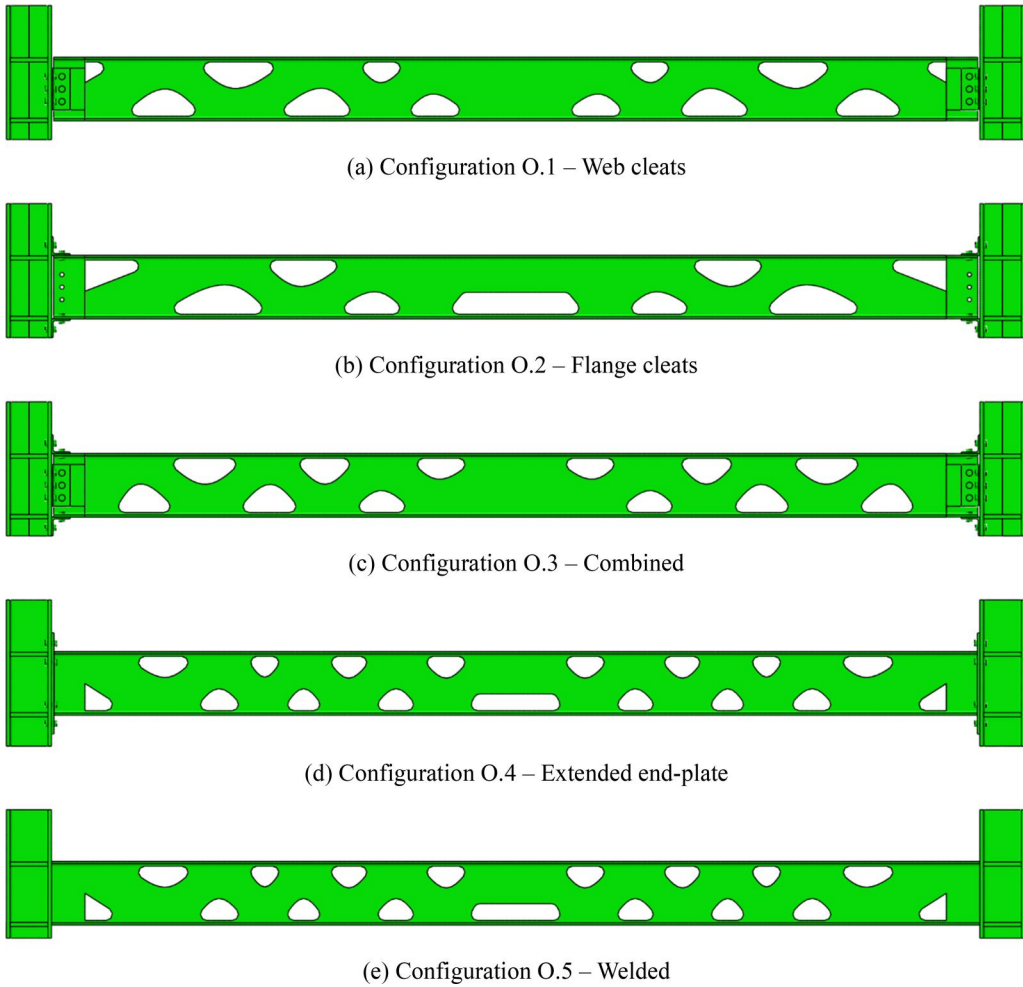 (a) Configuration O.1 – Web cleats
(b) Configuration O.2 – Flange cleats
(c) Configuration O.3 – Combined
(d) Configuration O.4 – Extended end-plate
(e) Configuration O.5 – Welded